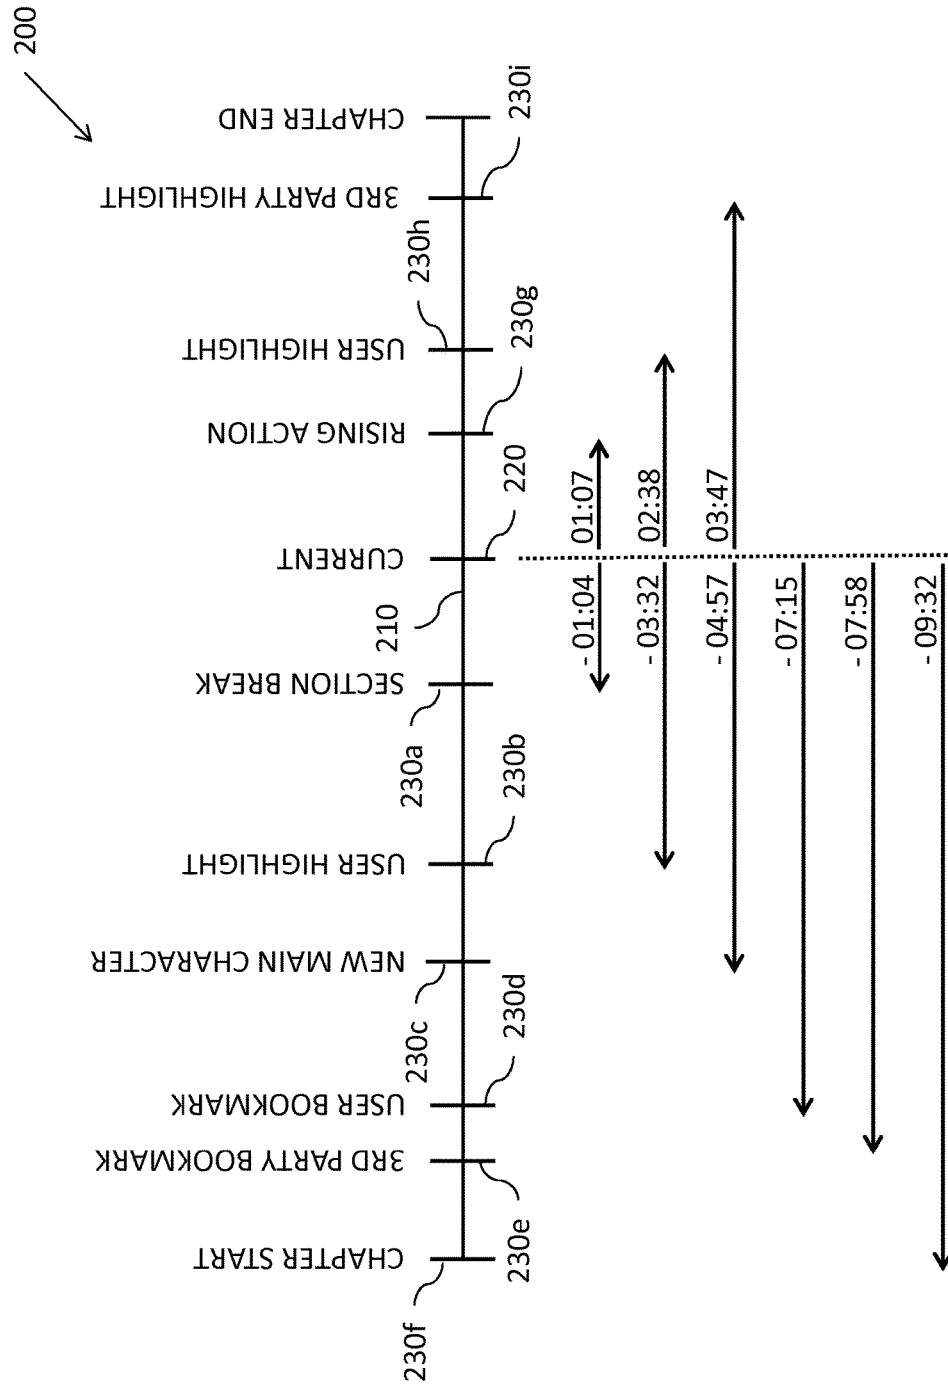 200
CHAPTER START
3RD PARTY BOOKMARK
USER BOOKMARK
NEW MAIN CHARACTER
USER HIGHLIGHT
SECTION BREAK
CURRENT
RISING ACTION
USER HIGHLIGHT
3RD PARTY HIGHLIGHT
CHAPTER END
230f
230e
230d
230c
230b
230a
210
220
230g
230h
230i
- 01:04
01:07
- 03:32
02:38
- 04:57
03:47
- 07:15
- 07:58
- 09:32